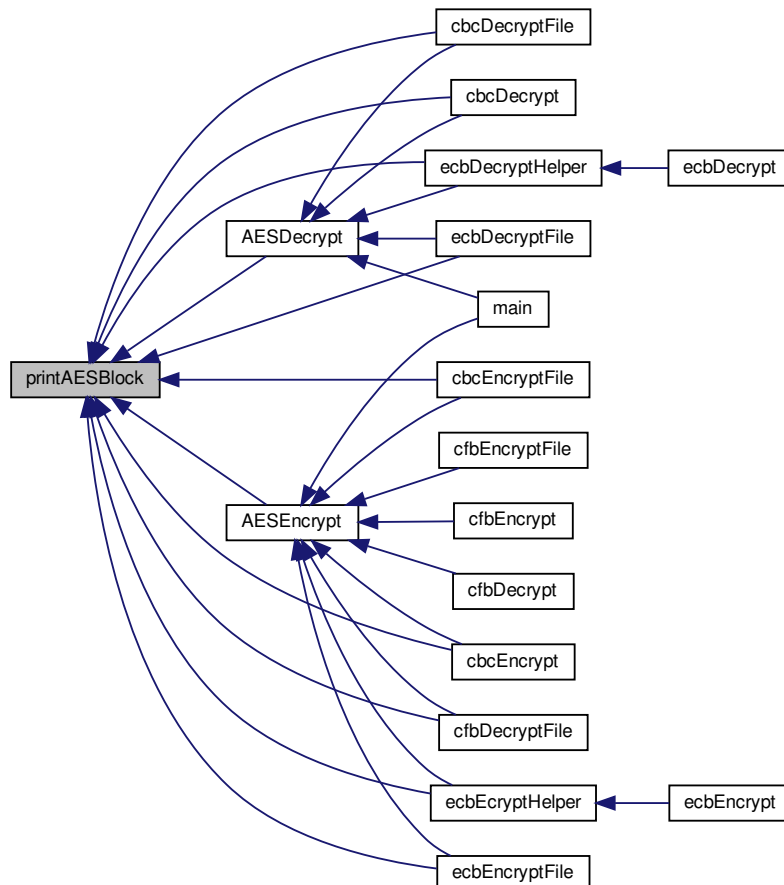 cbcDecryptFile
cbcDecrypt
ecbDecryptHelper
ecbDecrypt
AESDecrypt
ecbDecryptFile
main
printAESBlock
cbcEncryptFile
cfbEncryptFile
AESEncrypt
cfbEncrypt
cfbDecrypt
cbcEncrypt
cfbDecryptFile
ecbEcryptHelper
ecbEncrypt
ecbEncryptFile